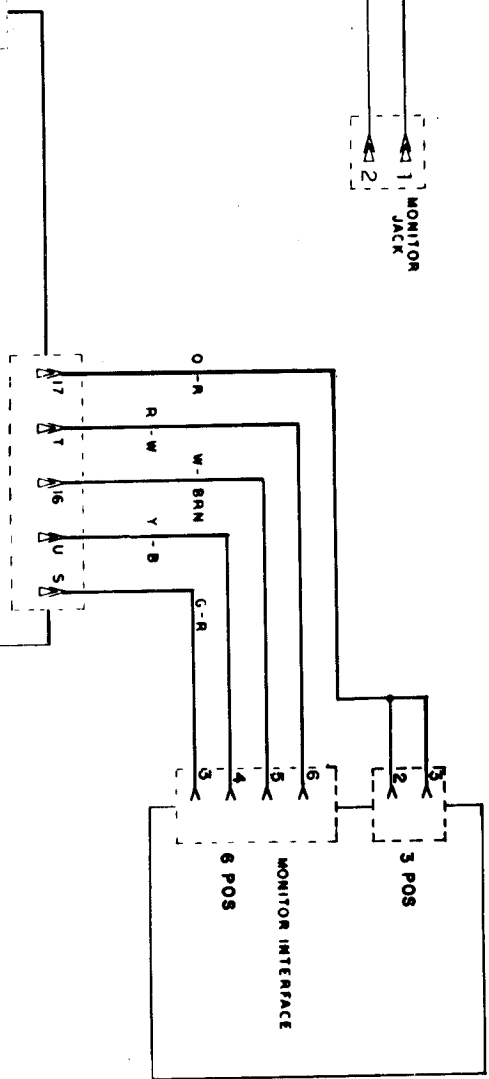 1
2
MONITOR
JACK
17
T
16
U
S
O-R
R-W
W-BRN
Y-B
G-R
3
2
3 POS
6
5
4
3
6 POS
MONITOR INTERFACE